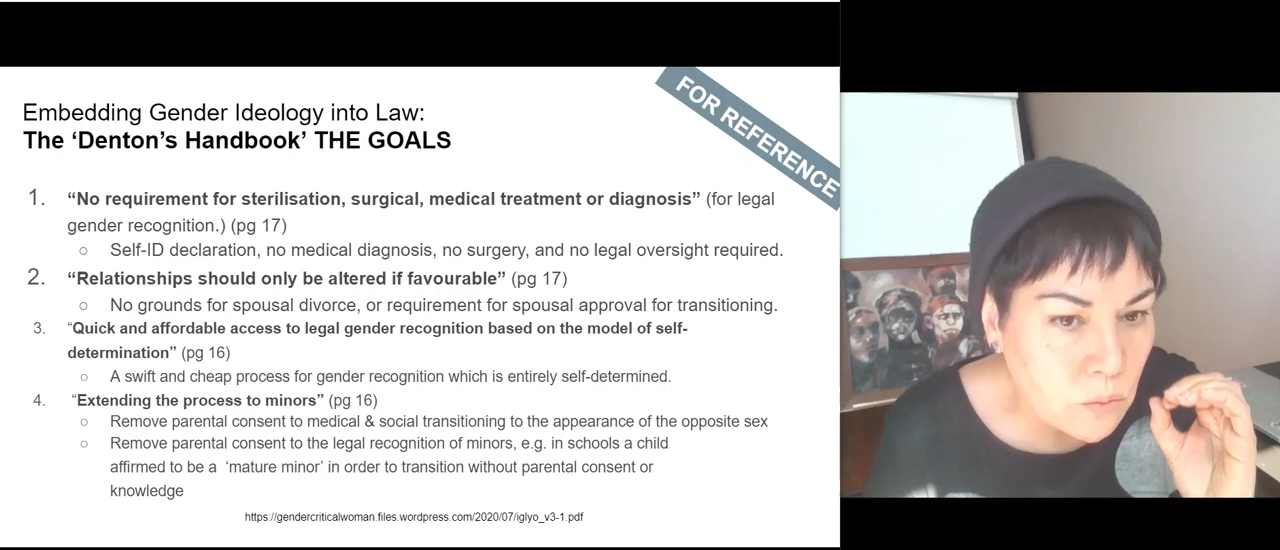 FOR REFERENCE
Embedding Gender Ideology into Law:
The ‘Denton’s Handbook’ THE GOALS
1. “No requirement for sterilisation, surgical, medical treatment or diagnosis” (for legal
gender recognition.) (pg 17)
○ Self-ID declaration, no medical diagnosis, no surgery, and no legal oversight required.
2. “Relationships should only be altered if favourable” (pg 17)
○ No grounds for spousal divorce, or requirement for spousal approval for transitioning.
3. “Quick and affordable access to legal gender recognition based on the model of self-
determination” (pg 16)
○ A swift and cheap process for gender recognition which is entirely self-determined.
4. “Extending the process to minors” (pg 16)
○ Remove parental consent to medical & social transitioning to the appearance of the opposite sex
○ Remove parental consent to the legal recognition of minors, e.g. in schools a child
affirmed to be a ‘mature minor’ in order to transition without parental consent or
knowledge
https://gendercriticalwoman.files.wordpress.com/2020/07/iglyo_v3-1.pdf